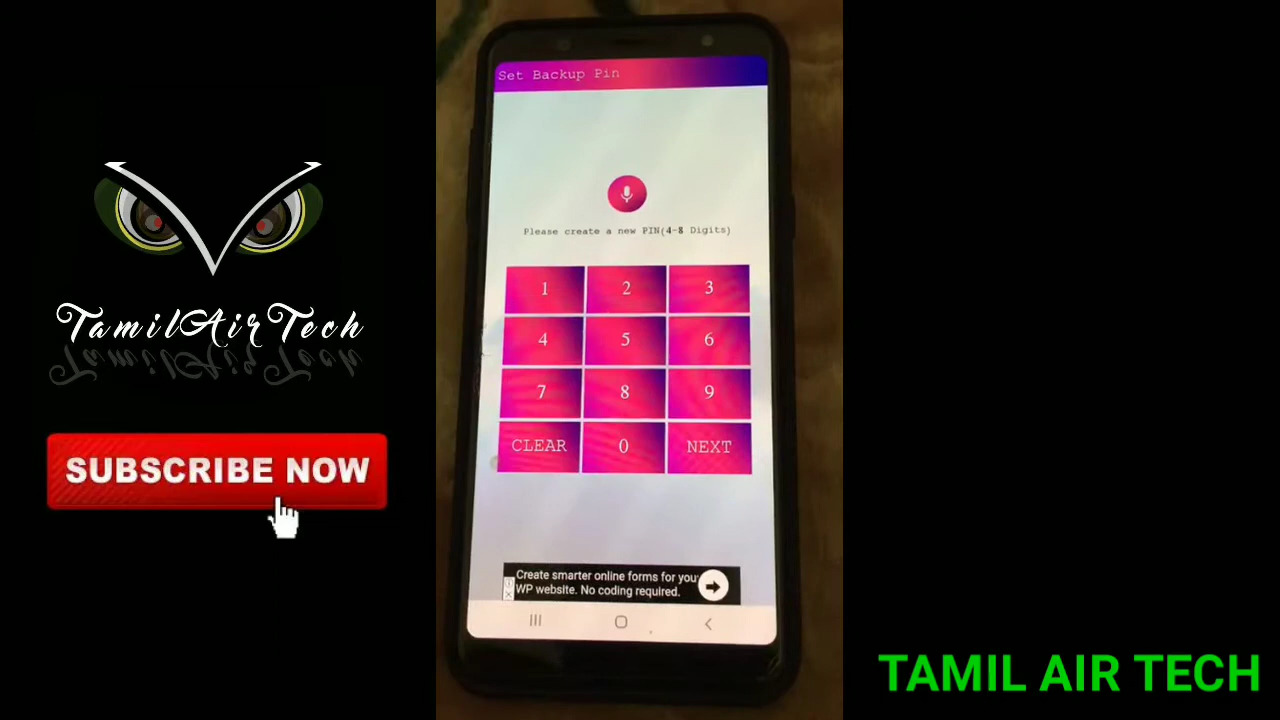 TamilAirTech
SUBSCRIBE NOW
Set Backup Pin
Please create a new PIN(4-8 Digits)
1 2 3
4 5 6
7 8 9
CLEAR 0 NEXT
Create smarter online forms for you
WP website. No coding required.
TAMIL AIR TECH